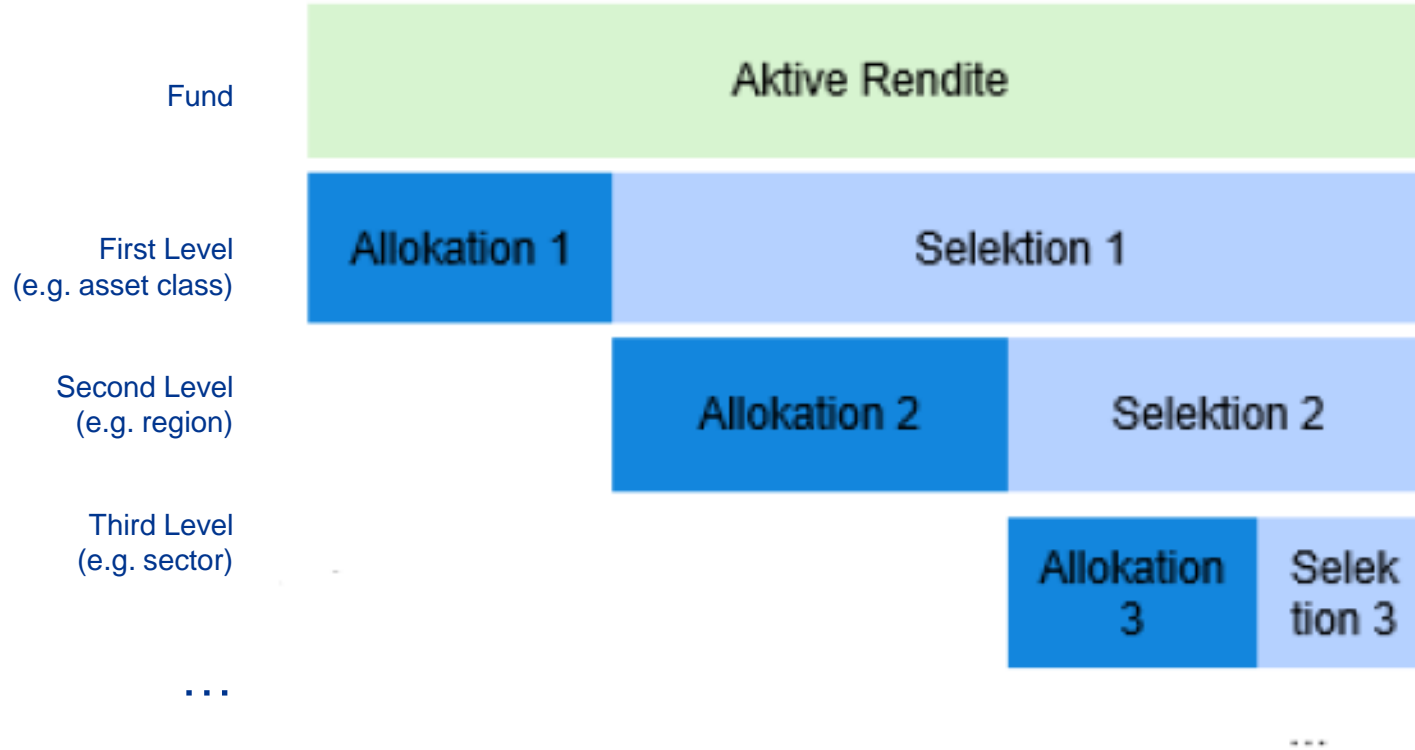 Fund
Aktive Rendite
First Level
(e.g. asset class)
Allokation 1
Selektion 1
Second Level
(e.g. region)
Allokation 2
Selektion 2
Third Level
(e.g. sector)
Allokation
3
Selek
tion 3
...
...